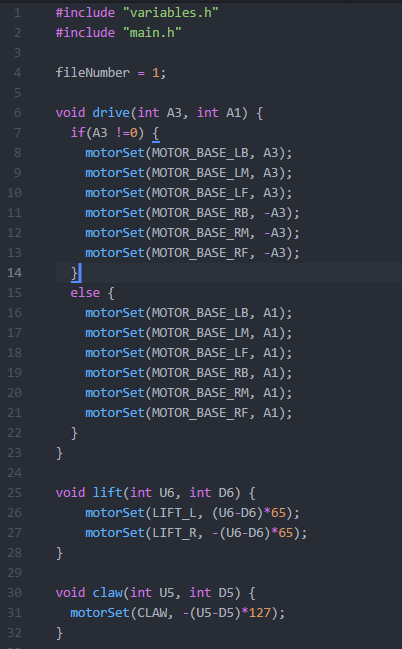 1 #include "variables.h"
2 #include "main.h"
3
4 fileNumber = 1;
5
6 void drive(int A3, int A1) {
7   if(A3 !=0) {
8     motorSet(MOTOR_BASE_LB, A3);
9     motorSet(MOTOR_BASE_LM, A3);
10     motorSet(MOTOR_BASE_LF, A3);
11     motorSet(MOTOR_BASE_RB, -A3);
12     motorSet(MOTOR_BASE_RM, -A3);
13     motorSet(MOTOR_BASE_RF, -A3);
14   }
15   else {
16     motorSet(MOTOR_BASE_LB, A1);
17     motorSet(MOTOR_BASE_LM, A1);
18     motorSet(MOTOR_BASE_LF, A1);
19     motorSet(MOTOR_BASE_RB, A1);
20     motorSet(MOTOR_BASE_RM, A1);
21     motorSet(MOTOR_BASE_RF, A1);
22   }
23 }
24
25 void lift(int U6, int D6) {
26     motorSet(LIFT_L, (U6-D6)*65);
27     motorSet(LIFT_R, -(U6-D6)*65);
28 }
29
30 void claw(int U5, int D5) {
31   motorSet(CLAW, -(U5-D5)*127);
32 }